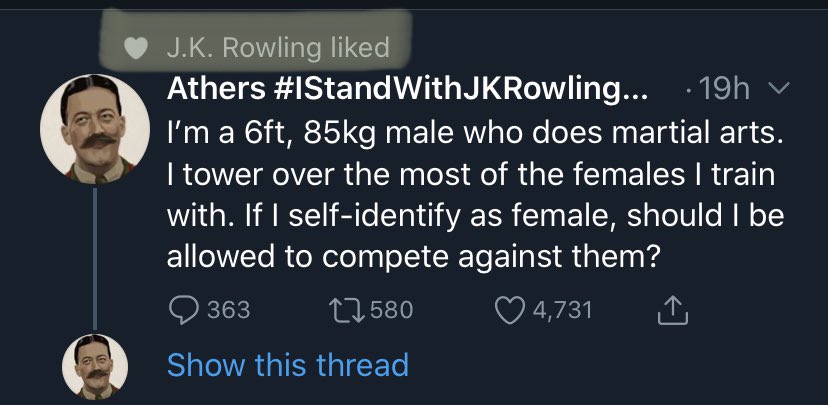 J.K. Rowling liked
Athers #IStandWithJKRowling... · 19h
I'm a 6ft, 85kg male who does martial arts.
I tower over the most of the females I train
with. If I self-identify as female, should I be
allowed to compete against them?
363 580 4,731
Show this thread